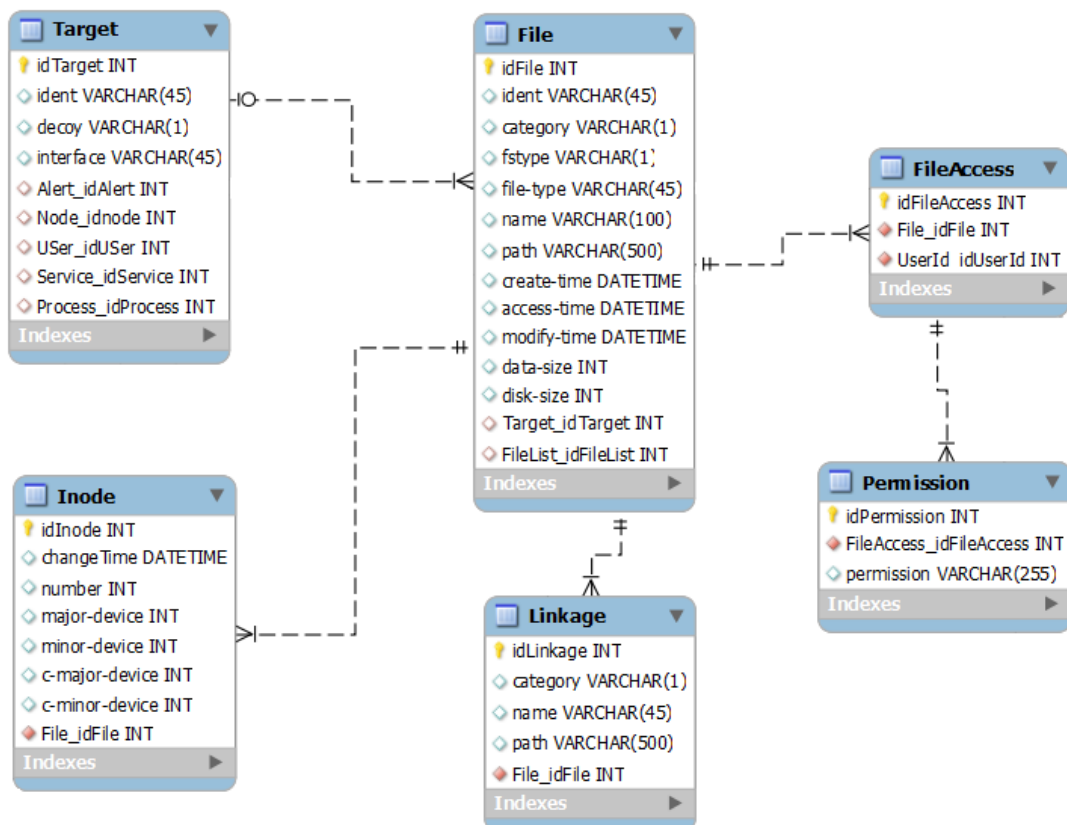 Target
idTarget INT
ident VARCHAR(45)
decoy VARCHAR(1)
interface VARCHAR(45)
Alert_idAlert INT
Node_idnode INT
USer_idUSer INT
Service_idService INT
Process_idProcess INT
Indexes
File
idFile INT
ident VARCHAR(45)
category VARCHAR(1)
fstype VARCHAR(1)
file-type VARCHAR(45)
name VARCHAR(100)
path VARCHAR(500)
create-time DATETIME
access-time DATETIME
modify-time DATETIME
data-size INT
disk-size INT
Target_idTarget INT
FileList_idFileList INT
Indexes
FileAccess
idFileAccess INT
File_idFile INT
UserId_idUserId INT
Indexes
Inode
idInode INT
changeTime DATETIME
number INT
major-device INT
minor-device INT
c-major-device INT
c-minor-device INT
File_idFile INT
Indexes
Linkage
idLinkage INT
category VARCHAR(1)
name VARCHAR(45)
path VARCHAR(500)
File_idFile INT
Indexes
Permission
idPermission INT
FileAccess_idFileAccess INT
permission VARCHAR(255)
Indexes